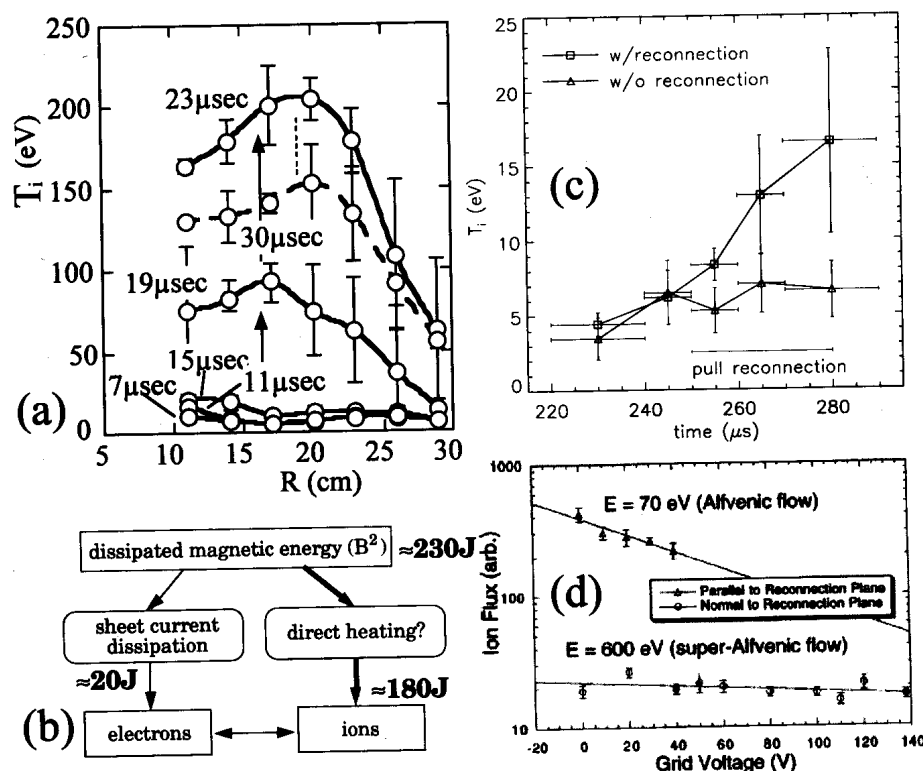 (a)
T_i (eV)
250
200
150
100
50
0
23μsec
30μsec
19μsec
15μsec
11μsec
7μsec
10 15 20 25 30
R (cm)
(b)
dissipated magnetic energy (B²) ≈230J
sheet current
dissipation
direct heating?
≈20J
≈180J
electrons
ions
(c)
T_i (eV)
25
20
15
10
5
0
w/reconnection
w/o reconnection
pull reconnection
220 240 260 280
time (μs)
(d)
Ion Flux (arb.)
1000
100
10
E = 70 eV (Alfvenic flow)
Parallel to Reconnection Plane
Normal to Reconnection Plane
E = 600 eV (super-Alfvenic flow)
-20 0 20 40 60 80 100 120 140
Grid Voltage (V)